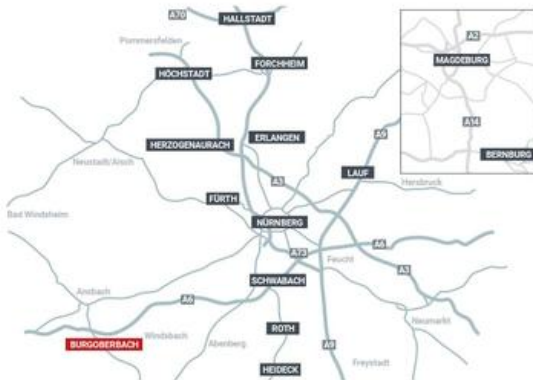 A70
HALLSTADT
A2
Pommersfelden
MAGDEBURG
FORCHHEIM
HÖCHSTADT
A14
A9
ERLANGEN
HERZOGENAURACH
BERNBURG
Neustadt/Aisch
LAUF
A3
Hersbruck
FÜRTH
Bad Windsheim
NÜRNBERG
A6
A73
Feucht
A3
SCHWABACH
Ansbach
A6
Neumarkt
ROTH
Windsbach
Abenberg
BURGOBERBACH
A9
Freystadt
HEIDECK